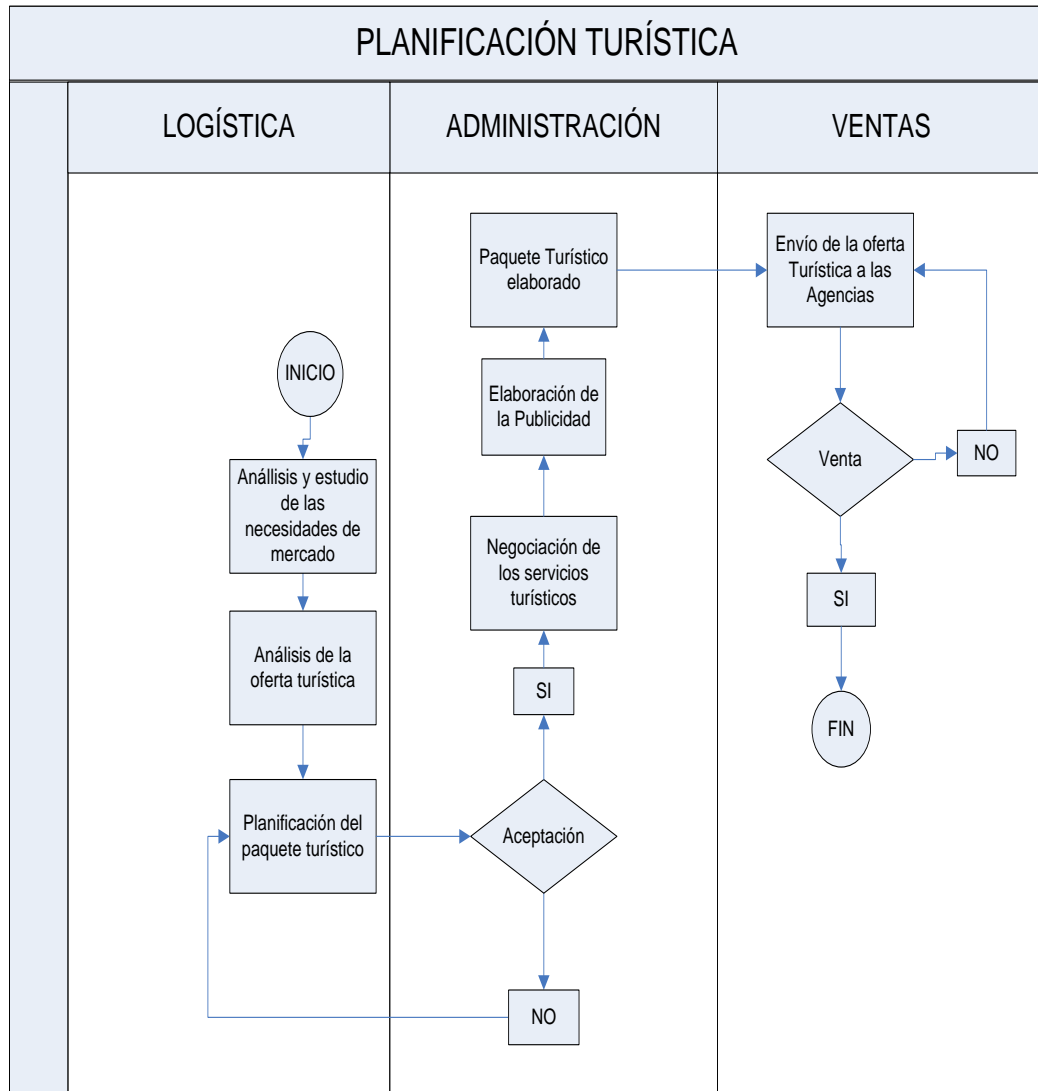 PLANIFICACIÓN TURÍSTICA
LOGÍSTICA
ADMINISTRACIÓN
VENTAS
INICIO
Anállisis y estudio
de las
necesidades de
mercado
Análisis de la
oferta turística
Planificación del
paquete turístico
Paquete Turístico
elaborado
Elaboración de
la Publicidad
Negociación de
los servicios
turísticos
SI
Aceptación
NO
Envío de la oferta
Turística a las
Agencias
Venta
NO
SI
FIN